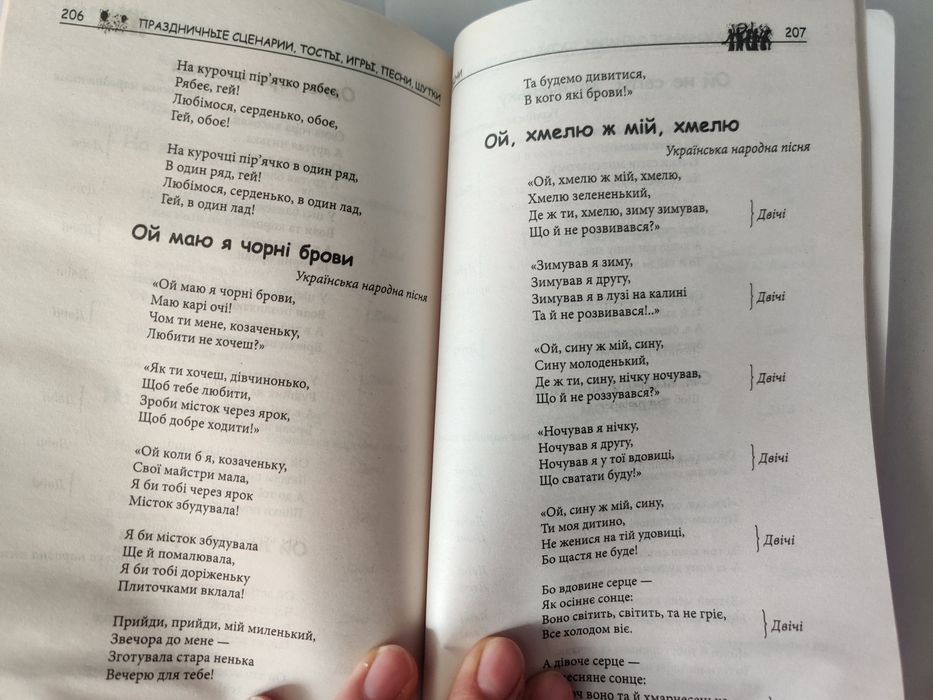 206
ПРАЗДНИЧНЫЕ СЦЕНАРИИ, ТОСТЫ, ИГРЫ, ПЕСНИ, ШУТКИ
На курочці пір’ячко рябеє,
Рябеє, гей!
Любімося, серденько, обоє,
Гей, обоє!
На курочці пір’ячко в один ряд,
В один ряд, гей!
Любімося, серденько, в один лад,
Гей, в один лад!
Ой маю я чорні брови
Українська народна пісня
«Ой маю я чорні брови,
Маю карі очі!
Чом ти мене, козаченьку,
Любити не хочеш?»
«Як ти хочеш, дівчинонько,
Щоб тебе любити,
Зроби місток через ярок,
Щоб добре ходити!»
«Ой коли б я, козаченьку,
Свої майстри мала,
Я би тобі через ярок
Місток збудувала!
Я би місток збудувала
Ще й помалювала,
Я би тобі доріженьку
Плиточками вклала!
Прийди, прийди, мій миленький,
Звечора до мене —
Зготувала стара ненька
Вечерю для тебе!
207
Та будемо дивитися,
В кого які брови!»
Ой, хмелю ж мій, хмелю
Українська народна пісня
«Ой, хмелю ж мій, хмелю,
Хмелю зелененький,
Де ж ти, хмелю, зиму зимував,
Що й не розвивався?»
Двічі
«Зимував я зиму,
Зимував я другу,
Зимував я в лузі на калині
Та й не розвивався!..»
Двічі
«Ой, сину ж мій, сину,
Сину молоденький,
Де ж ти, сину, нічку ночував,
Що й не роззувався?»
Двічі
«Ночував я нічку,
Ночував я другу,
Ночував я у тої вдовиці,
Що сватати буду!»
Двічі
«Ой, сину ж мій, сину,
Ти моя дитино,
Не женися на тій удовиці,
Бо щастя не буде!
Двічі
Бо вдовине серце —
Як осіннє сонце:
Воно світить, світить, та не гріє,
Все холодом віє.
Двічі
А дівоче серце —
воно та й